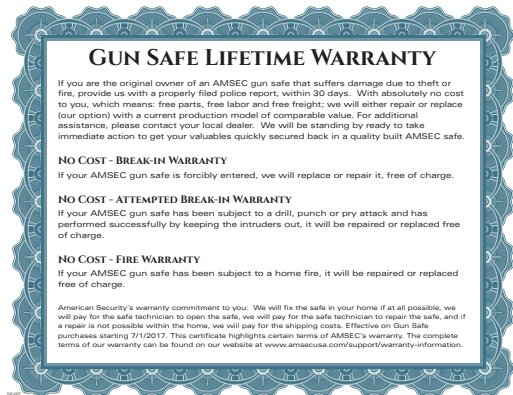 GUN SAFE LIFETIME WARRANTY
If you are the original owner of an AMSEC gun safe that suffers damage due to theft or
fire, provide us with a properly filed police report, within 30 days.  With absolutely no cost
to you, which means: free parts, free labor and free freight; we will either repair or replace
(our option) with a current production model of comparable value. For additional
assistance, please contact your local dealer.  We will be standing by ready to take
immediate action to get your valuables quickly secured back in a quality built AMSEC safe.
NO COST - BREAK-IN WARRANTY
If your AMSEC gun safe is forcibly entered, we will replace or repair it, free of charge.
NO COST - ATTEMPTED BREAK-IN WARRANTY
If your AMSEC gun safe has been subject to a drill, punch or pry attack and has
performed successfully by keeping the intruders out, it will be repaired or replaced free
of charge.
NO COST - FIRE WARRANTY
If your AMSEC gun safe has been subject to a home fire, it will be repaired or replaced
free of charge.
American Security's warranty commitment to you:  We will fix the safe in your home if at all possible, we
will pay for the safe technician to open the safe, we will pay for the safe technician to repair the safe, and if
a repair is not possible within the home, we will pay for the shipping costs. Effective on Gun Safe
purchases starting 7/1/2017. This certificate highlights certain terms of AMSEC's warranty. The complete
terms of our warranty can be found on our website at www.amsecusa.com/support/warranty-information.